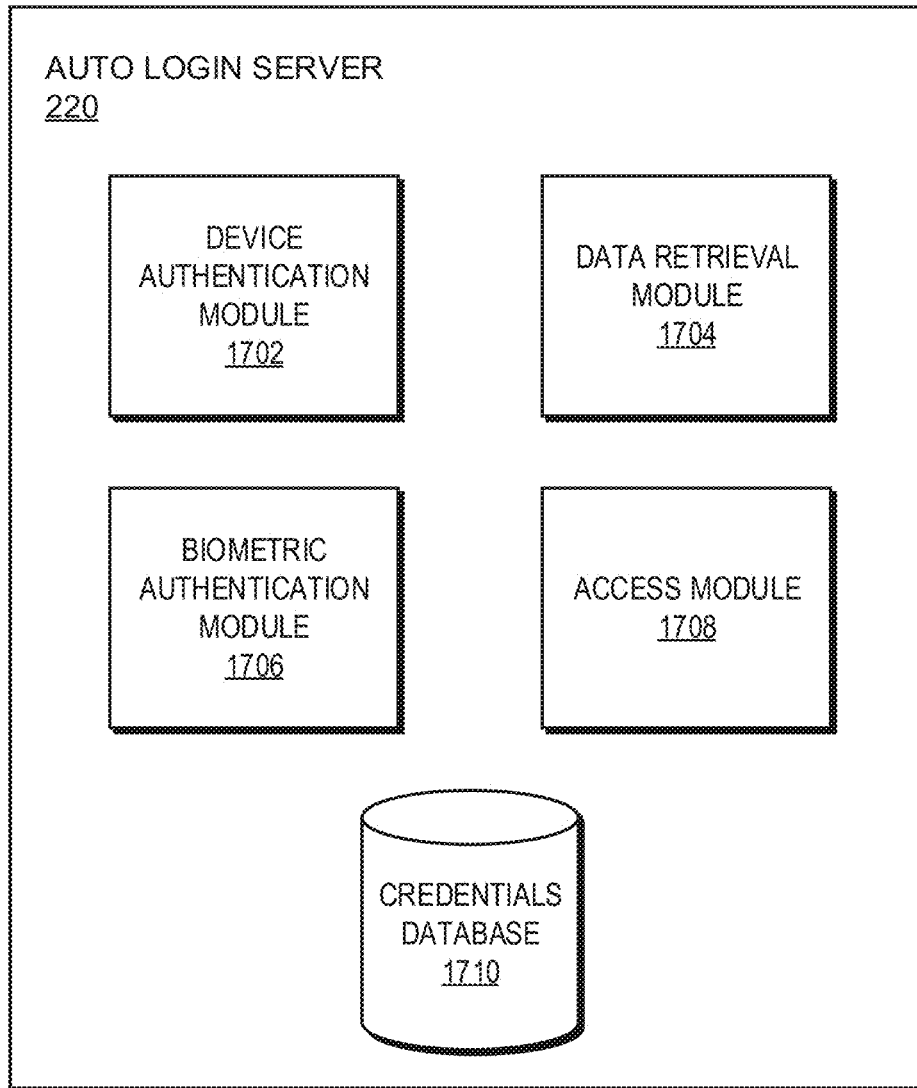 AUTO LOGIN SERVER
220
DEVICE
AUTHENTICATION
MODULE
1702
DATA RETRIEVAL
MODULE
1704
BIOMETRIC
AUTHENTICATION
MODULE
1706
ACCESS MODULE
1708
CREDENTIALS
DATABASE
1710